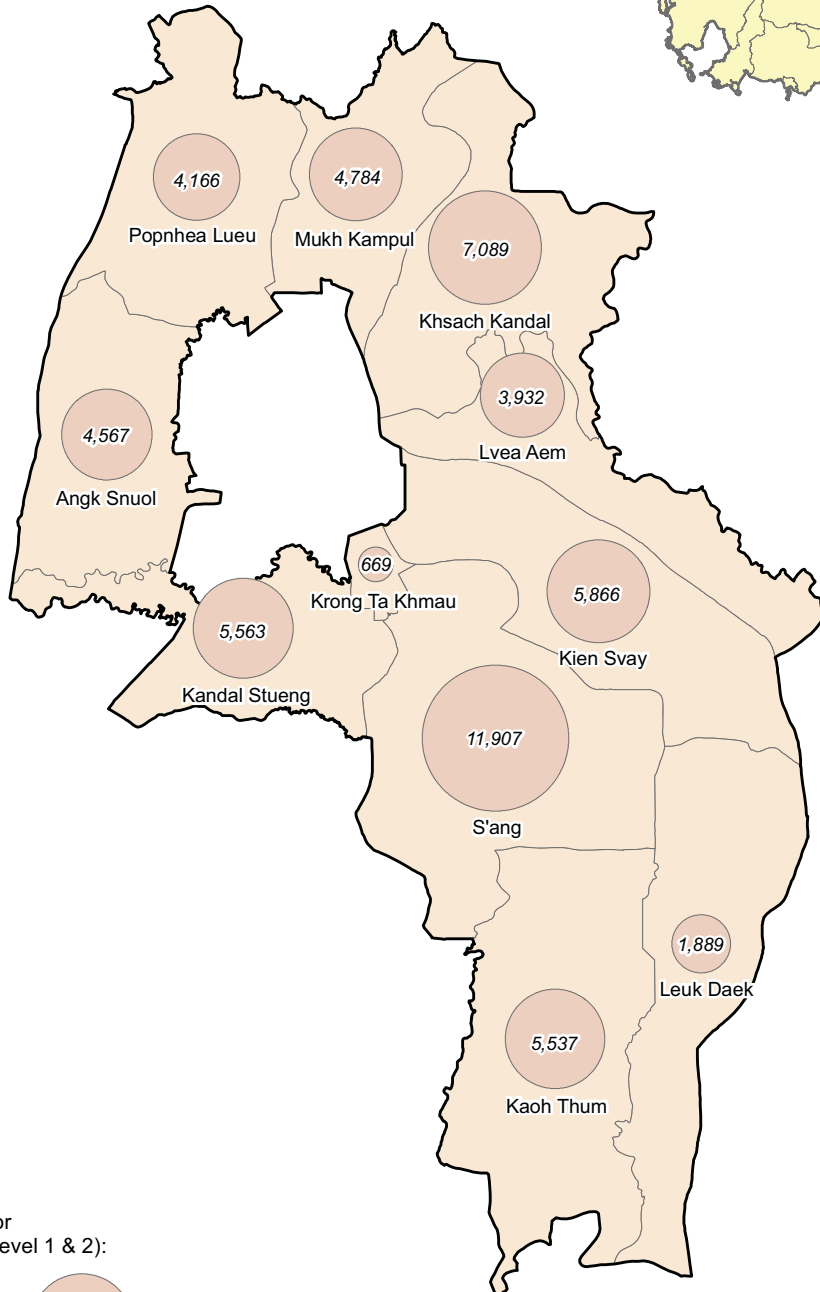 4,166
Popnhea Lueu
4,784
Mukh Kampul
7,089
Khsach Kandal
3,932
Lvea Aem
4,567
Angk Snuol
669
Krong Ta Khmau
5,866
Kien Svay
5,563
Kandal Stueng
11,907
S'ang
1,889
Leuk Daek
5,537
Kaoh Thum
or
evel 1 & 2):